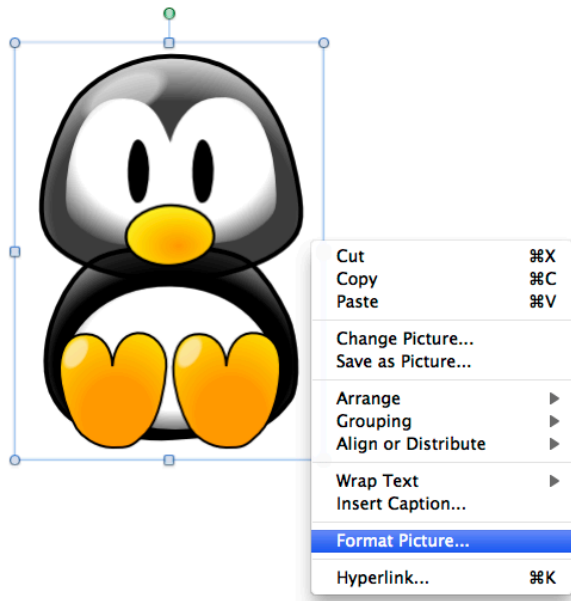 Cut ⌘X
Copy ⌘C
Paste ⌘V
Change Picture...
Save as Picture...
Arrange
Grouping
Align or Distribute
Wrap Text
Insert Caption...
Format Picture...
Hyperlink... ⌘K